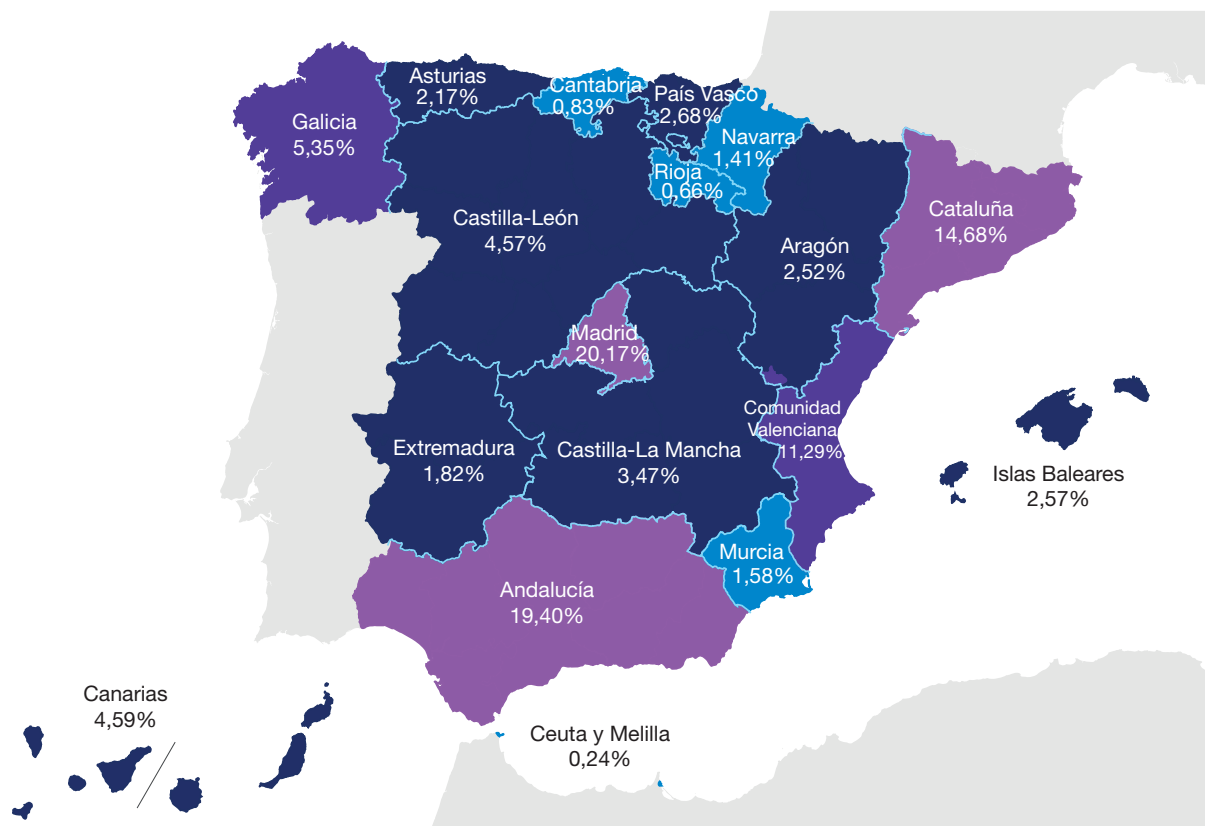 Asturias
2,17%
Cantabria
0,83%
País Vasco
2,68%
Galicia
5,35%
Navarra
1,41%
Rioja
0,66%
Castilla-León
4,57%
Aragón
2,52%
Cataluña
14,68%
Madrid
20,17%
Comunidad
Valenciana
11,29%
Extremadura
1,82%
Castilla-La Mancha
3,47%
Islas Baleares
2,57%
Murcia
1,58%
Andalucía
19,40%
Canarias
4,59%
Ceuta y Melilla
0,24%